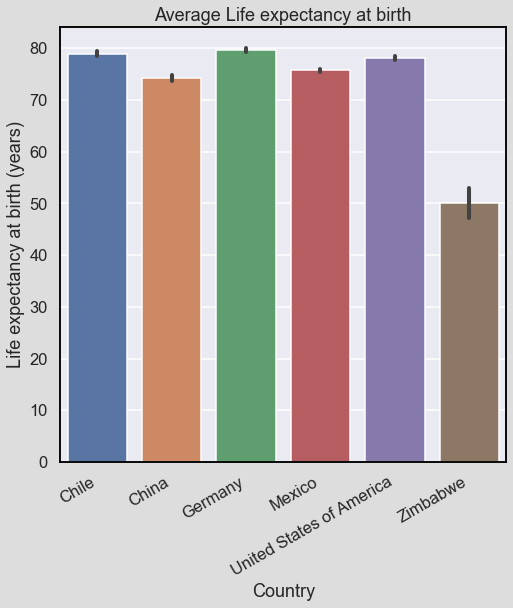 Average Life expectancy at birth
Life expectancy at birth (years)
80
70
60
50
40
30
20
10
0
Chile
China
Germany
Mexico
United States of America
Zimbabwe
Country